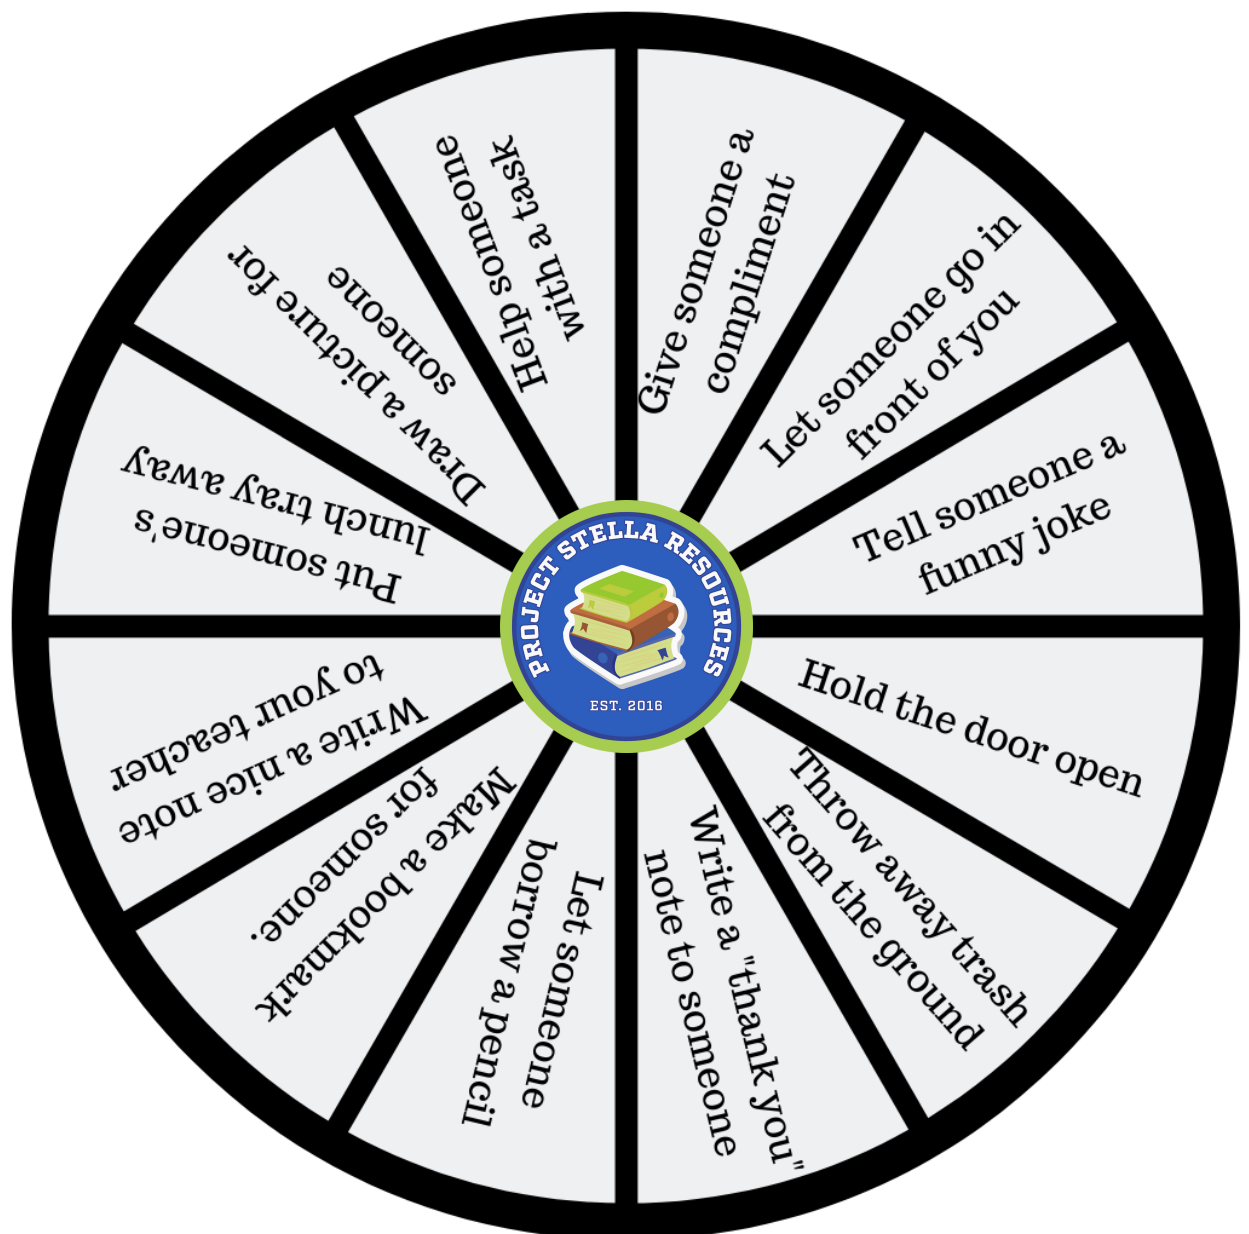 Give someone a
compliment
Let someone go in
front of you
Tell someone a
funny joke
Hold the door open
Throw away trash
from the ground
Write a "thank you"
note to someone
Let someone
borrow a pencil
Make a bookmark
for someone.
Write a nice note
to your teacher
Put someone's
lunch tray away
Draw a picture for
someone
Help someone
with a task
PROJECT STELLA RESOURCES
EST. 2016